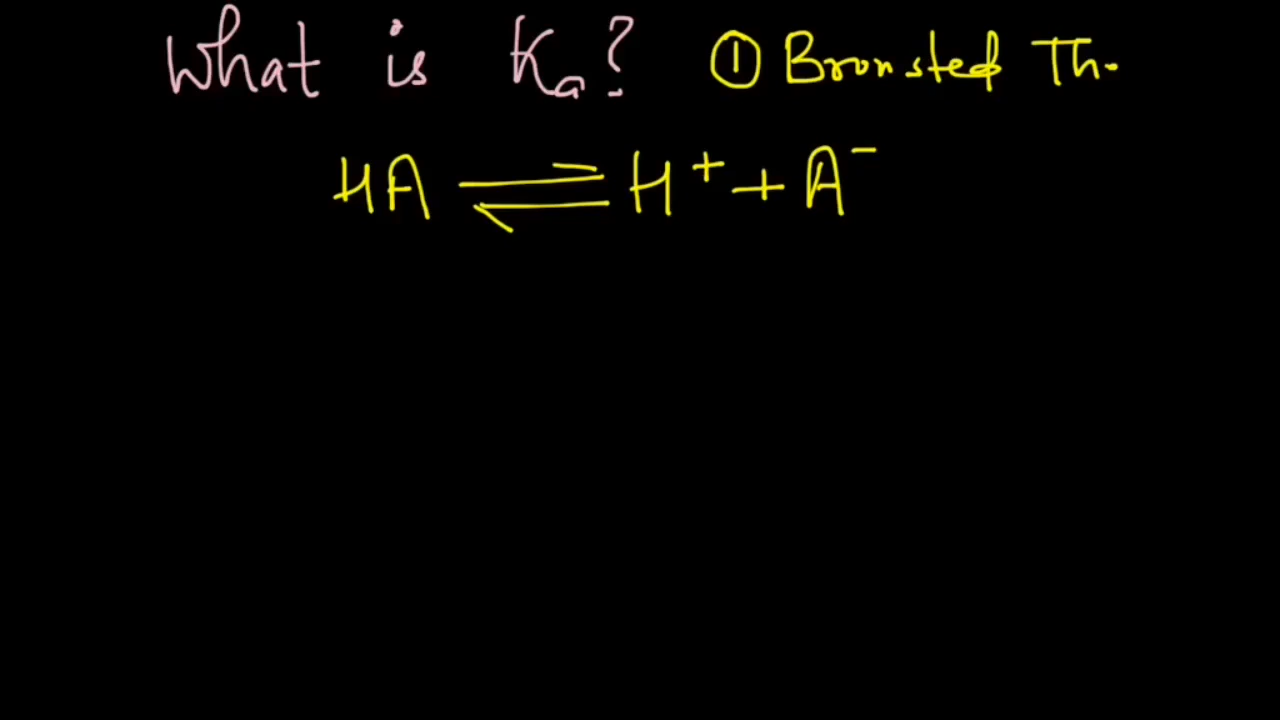 What is Ka? ① Bronsted Th.
HA ⇌ H⁺ + A⁻